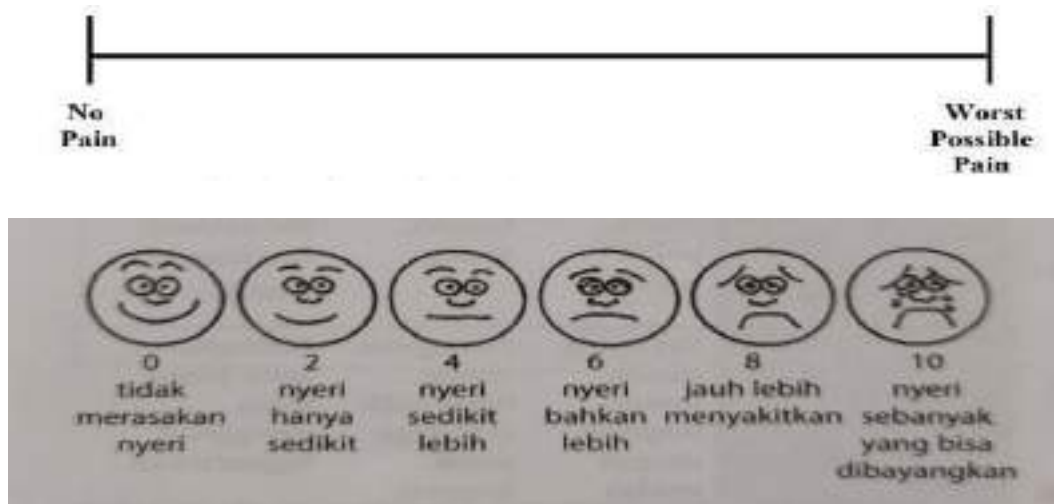 No
Pain
Worst
Possible
Pain
0
tidak
merasakan
nyeri
2
nyeri
hanya
sedikit
4
nyeri
sedikit
lebih
6
nyeri
bahkan
lebih
8
jauh lebih
menyakitkan
10
nyeri
sebanyak
yang bisa
dibayangkan